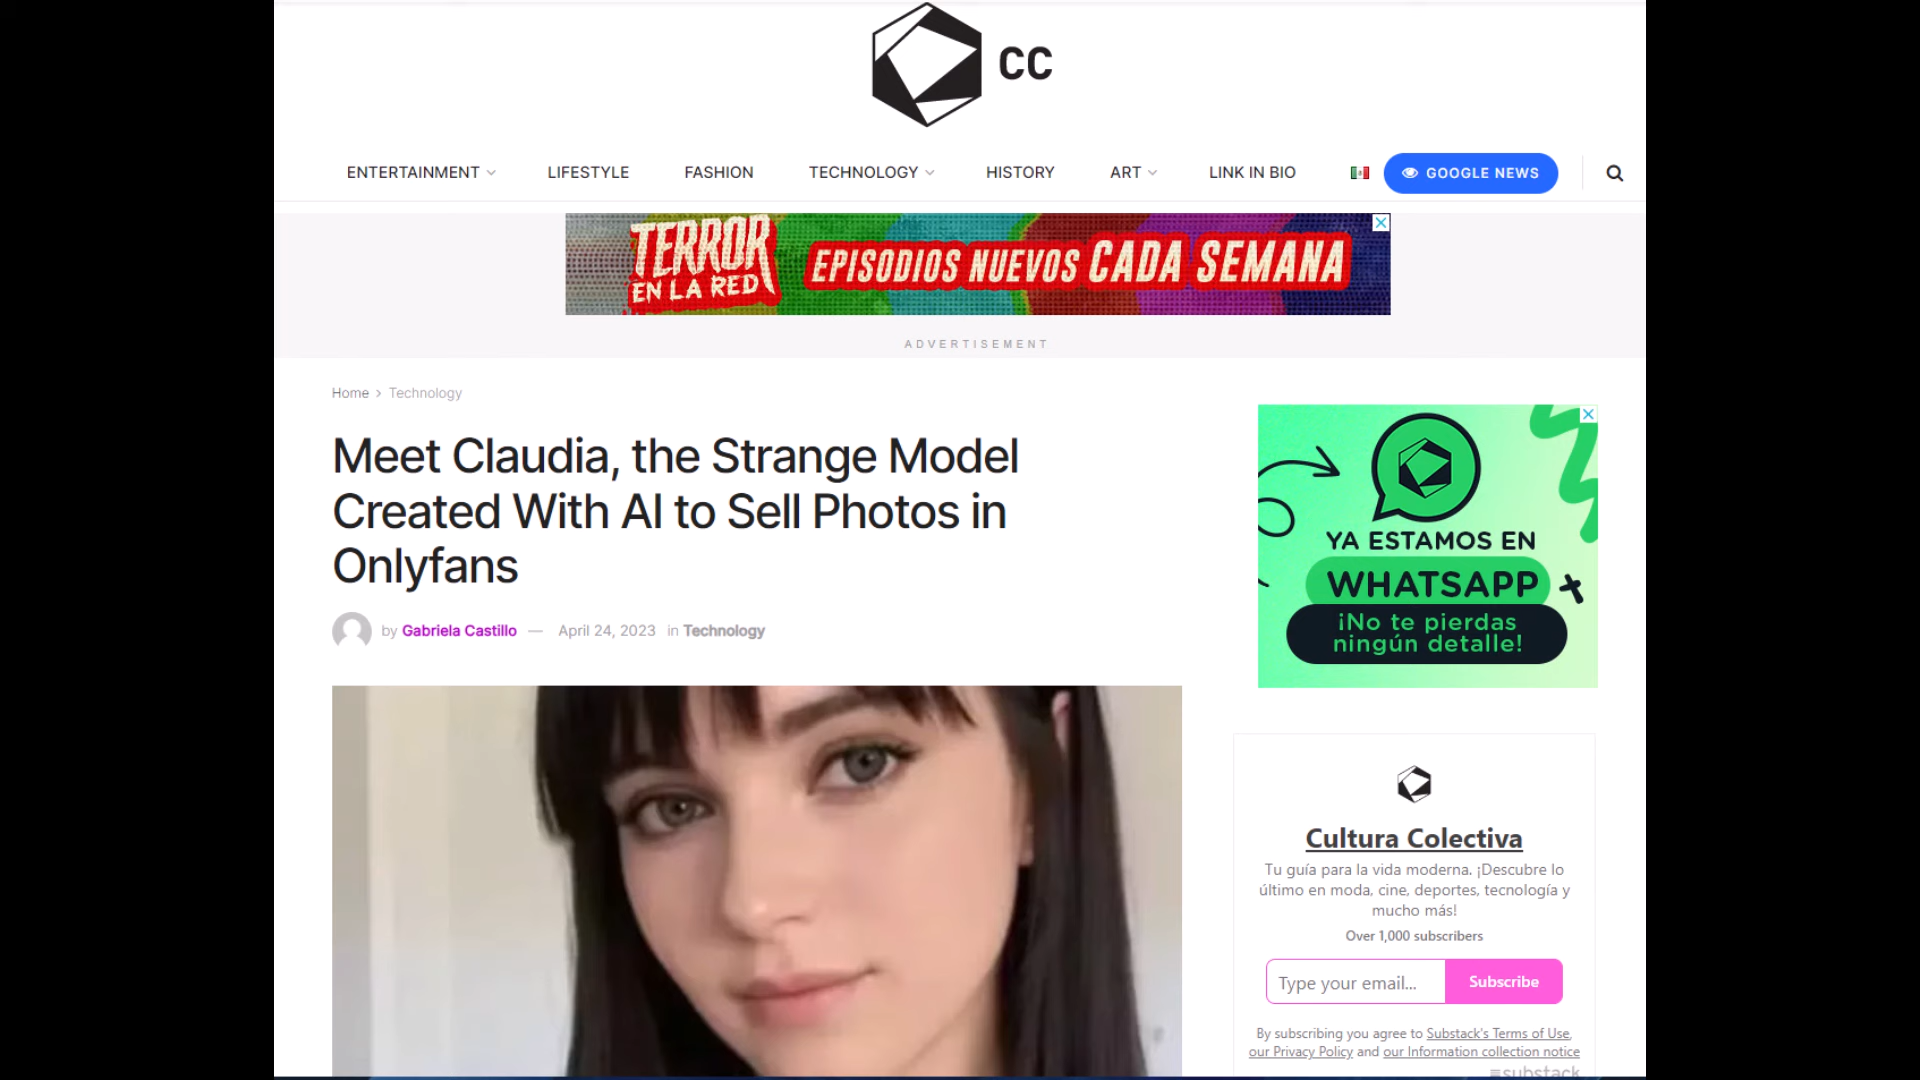 CC
ENTERTAINMENT LIFESTYLE FASHION TECHNOLOGY HISTORY ART LINK IN BIO GOOGLE NEWS
TERROR
EN LA RED
EPISODIOS NUEVOS CADA SEMANA
ADVERTISEMENT
Home > Technology
Meet Claudia, the Strange Model
Created With AI to Sell Photos in
Onlyfans
by Gabriela Castillo — April 24, 2023 in Technology
YA ESTAMOS EN
WHATSAPP
¡No te pierdas
ningún detalle!
Cultura Colectiva
Tu guía para la vida moderna. ¡Descubre lo
último en moda, cine, deportes, tecnología y
mucho más!
Over 1,000 subscribers
Type your email... Subscribe
By subscribing you agree to Substack's Terms of Use,
our Privacy Policy and our Information collection notice
substack